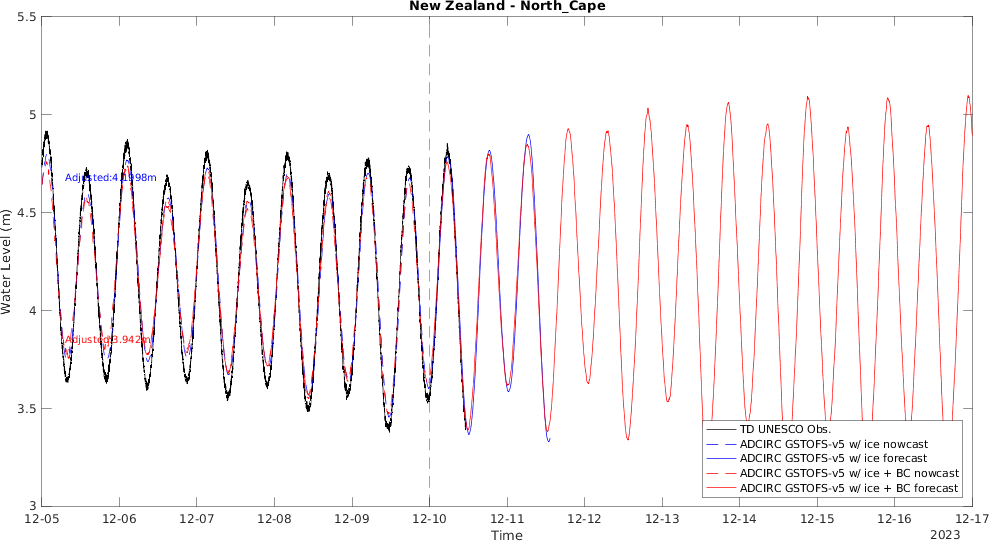 New Zealand - North_Cape
5.5
5
4.5
4
3.5
3
Water Level (m)
Adjusted:4.1998m
Adjusted:3.942m
TD UNESCO Obs.
ADCIRC GSTOFS-v5 w/ ice nowcast
ADCIRC GSTOFS-v5 w/ ice forecast
ADCIRC GSTOFS-v5 w/ ice + BC nowcast
ADCIRC GSTOFS-v5 w/ ice + BC forecast
12-05 12-06 12-07 12-08 12-09 12-10 12-11 12-12 12-13 12-14 12-15 12-16 12-17
Time
2023